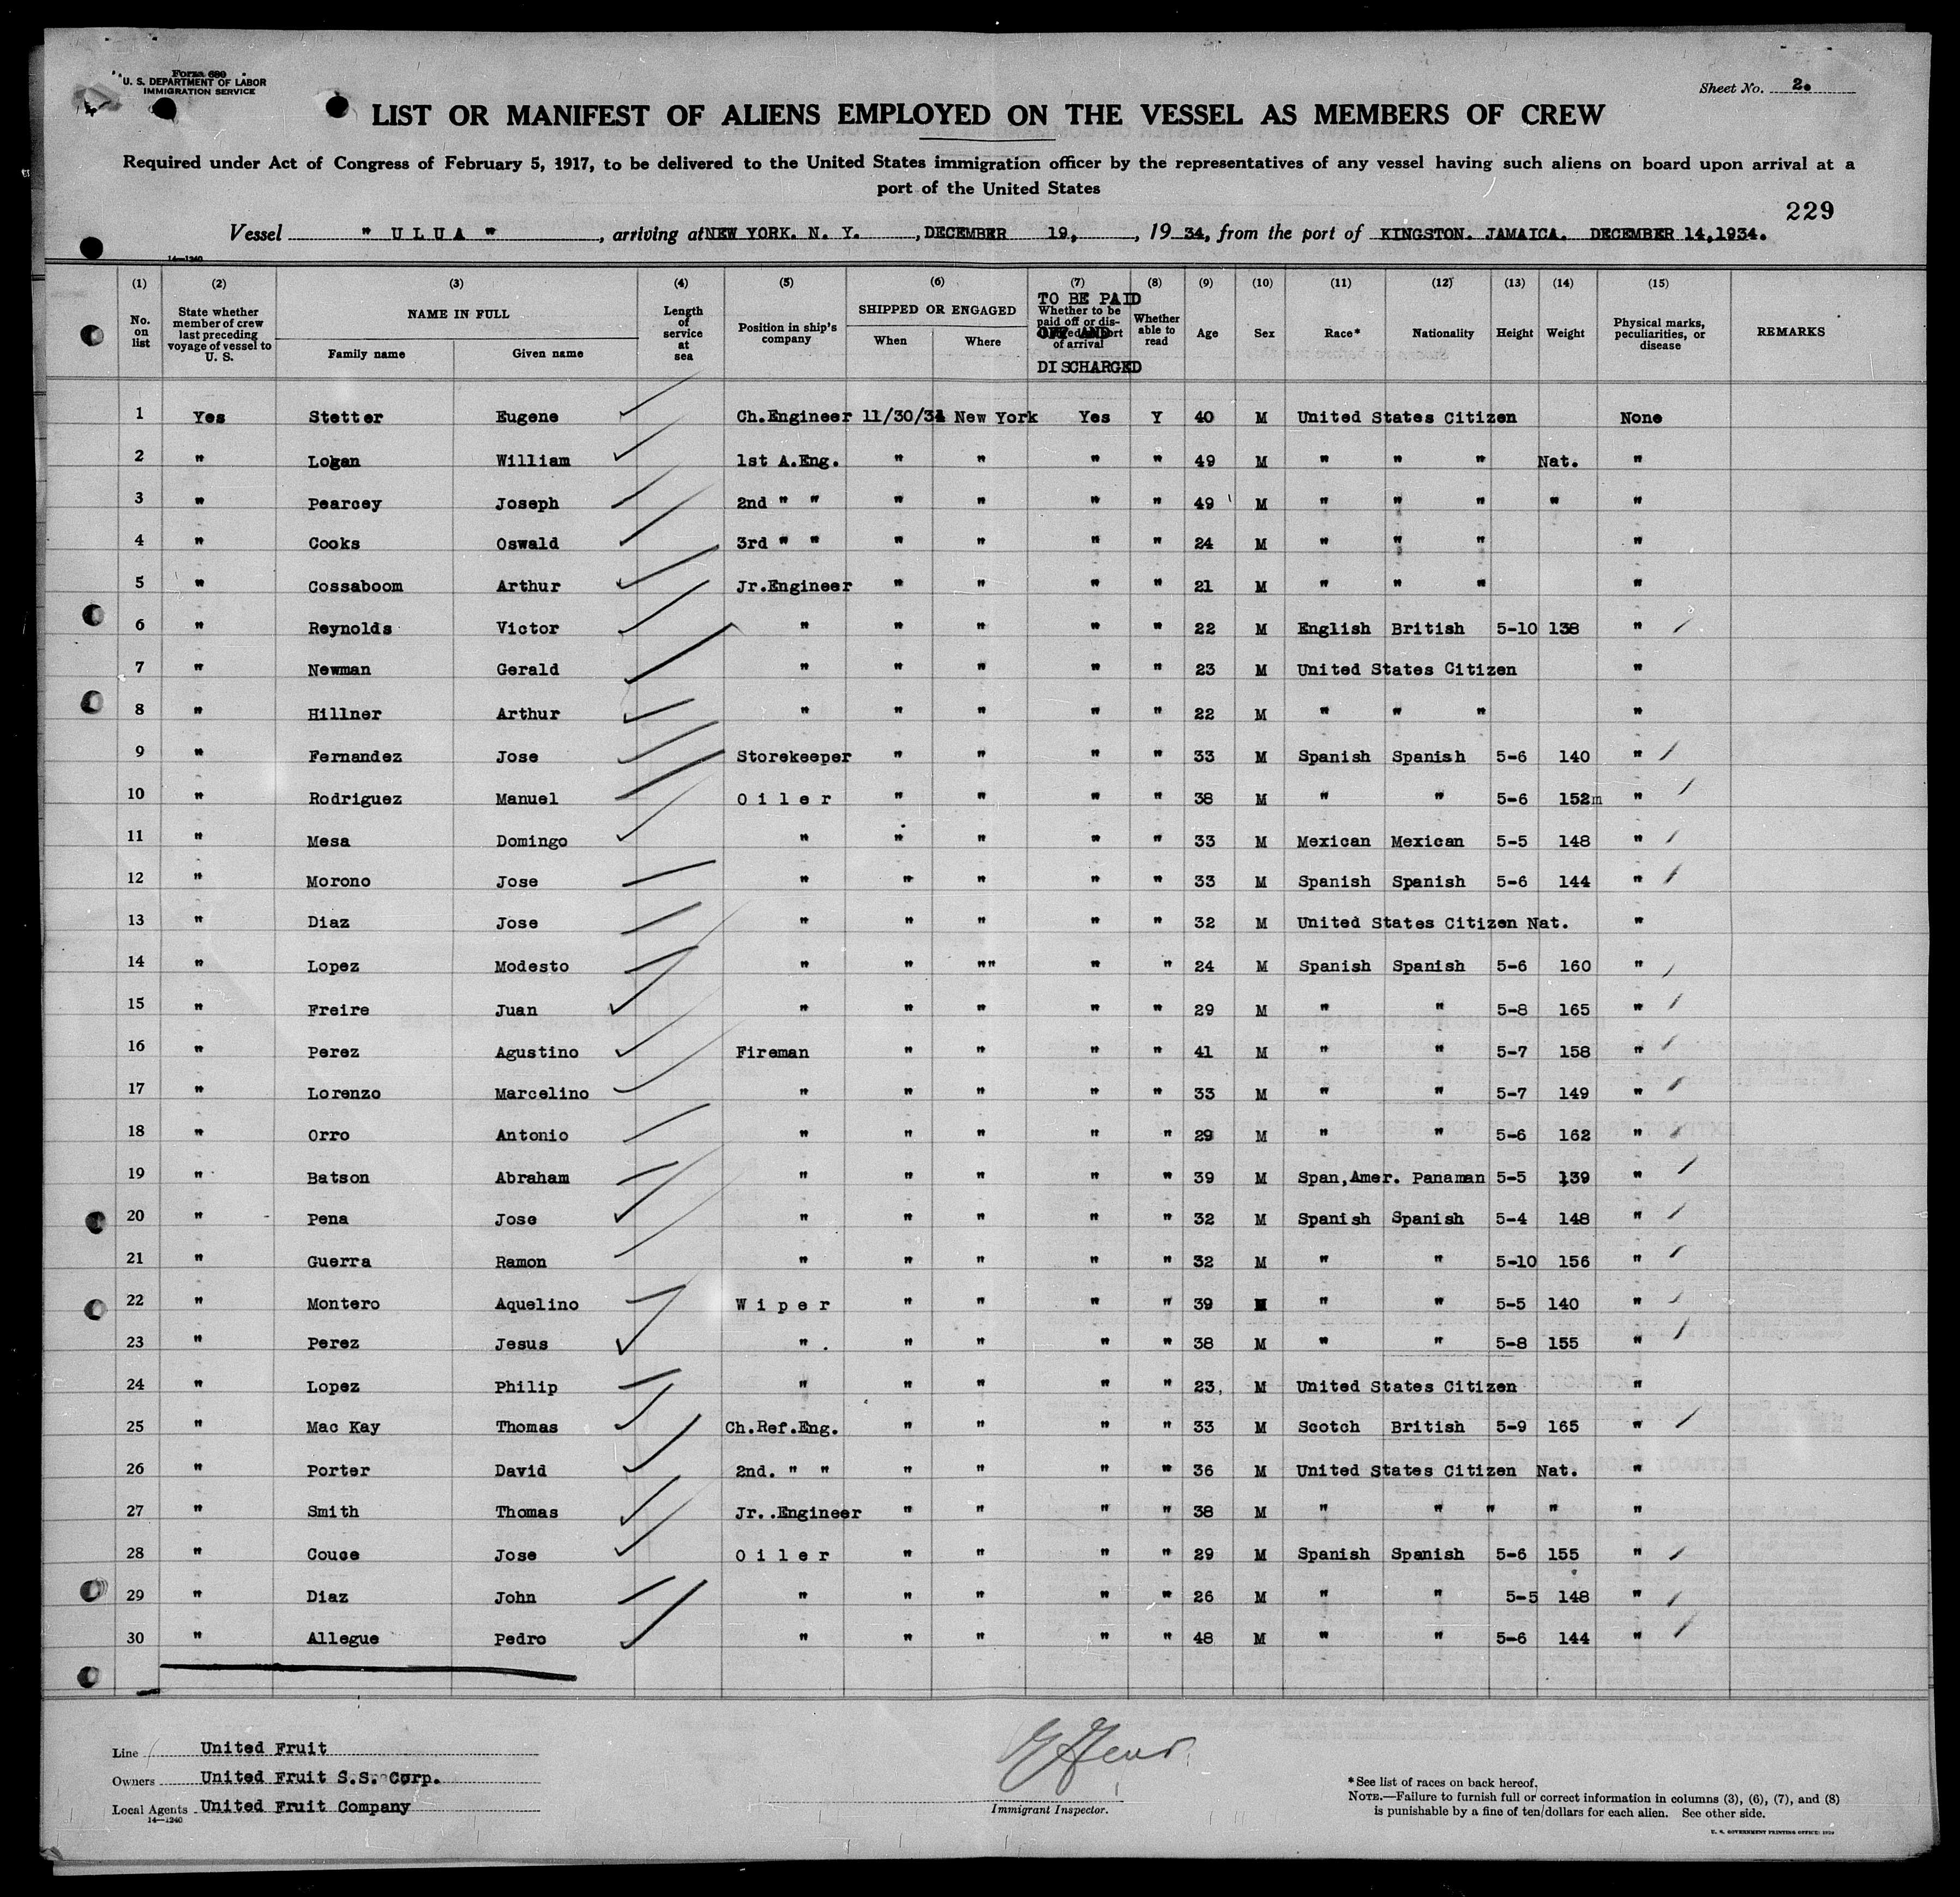 Form 680
U. S. DEPARTMENT OF LABOR
IMMIGRATION SERVICE
Sheet No. 2.
LIST OR MANIFEST OF ALIENS EMPLOYED ON THE VESSEL AS MEMBERS OF CREW
Required under Act of Congress of February 5, 1917, to be delivered to the United States immigration officer by the representatives of any vessel having such aliens on board upon arrival at a
port of the United States
229
Vessel " U L U A " , arriving at NEW YORK. N. Y. , DECEMBER 19, , 19 34, from the port of KINGSTON. JAMAICA. DECEMBER 14,1934.
14—1240
(1) (2) (3) (4) (5) (6) (7) (8) (9) (10) (11) (12) (13) (14) (15)
No. on list
State whether member of crew last preceding voyage of vessel to U. S.
NAME IN FULL
Family name Given name
Length of service at sea
Position in ship's company
SHIPPED OR ENGAGED
When Where
TO BE PAID OFF AND DISCHARGED
Whether to be paid off or discharged at port of arrival
Whether able to read
Age Sex Race* Nationality Height Weight
Physical marks, peculiarities, or disease
REMARKS
1 Yes Stetter Eugene Ch.Engineer 11/30/34 New York Yes Y 40 M United States Citizen None
2 " Logan William 1st A.Eng. " " " " 49 M " " " Nat. "
3 " Pearcey Joseph 2nd " " " " " " 49 M " " " " "
4 " Cooks Oswald 3rd " " " " " " 24 M " " " "
5 " Cossaboom Arthur Jr.Engineer " " " " 21 M " " " "
6 " Reynolds Victor " " " " " 22 M English British 5-10 138 "
7 " Newman Gerald " " " " " 23 M United States Citizen "
8 " Hillner Arthur " " " " " 22 M " " " "
9 " Fernandez Jose Storekeeper " " " " 33 M Spanish Spanish 5-6 140 "
10 " Rodriguez Manuel O i l e r " " " " 38 M " " 5-6 152m "
11 " Mesa Domingo " " " " " 33 M Mexican Mexican 5-5 148 "
12 " Morono Jose " " " " " 33 M Spanish Spanish 5-6 144 "
13 " Diaz Jose " " " " " 32 M United States Citizen Nat. "
14 " Lopez Modesto " " "" " " 24 M Spanish Spanish 5-6 160 "
15 " Freire Juan " " " " " 29 M " " 5-8 165 "
16 " Perez Agustino Fireman " " " " 41 M " " 5-7 158 "
17 " Lorenzo Marcelino " " " " " 33 M " " 5-7 149 "
18 " Orro Antonio " " " " " 29 M " " 5-6 162 "
19 " Batson Abraham " " " " " 39 M Span,Amer. Panaman 5-5 139 "
20 " Pena Jose " " " " " 32 M Spanish Spanish 5-4 148 "
21 " Guerra Ramon " " " " " 32 M " " 5-10 156 "
22 " Montero Aquelino W i p e r " " " " 39 M " " 5-5 140 "
23 " Perez Jesus " . " " " " 38 M " " 5-8 155 "
24 " Lopez Philip " " " " " 23, M United States Citizen "
25 " Mac Kay Thomas Ch.Ref.Eng. " " " " 33 M Scotch British 5-9 165 "
26 " Porter David 2nd. " " " " " " 36 M United States Citizen Nat. "
27 " Smith Thomas Jr..Engineer " " " " 38 M " " " " "
28 " Couce Jose O i l e r " " " " 29 M Spanish Spanish 5-6 155 "
29 " Diaz John " " " " " 26 M " " 5-5 148 "
30 " Allegue Pedro " " " " " 48 M " " 5-6 144 "
Line United Fruit
Owners United Fruit S.S. Corp.
Local Agents United Fruit Company
14—1240
Immigrant Inspector.
*See list of races on back hereof.
NOTE.—Failure to furnish full or correct information in columns (3), (6), (7), and (8)
is punishable by a fine of ten dollars for each alien. See other side.